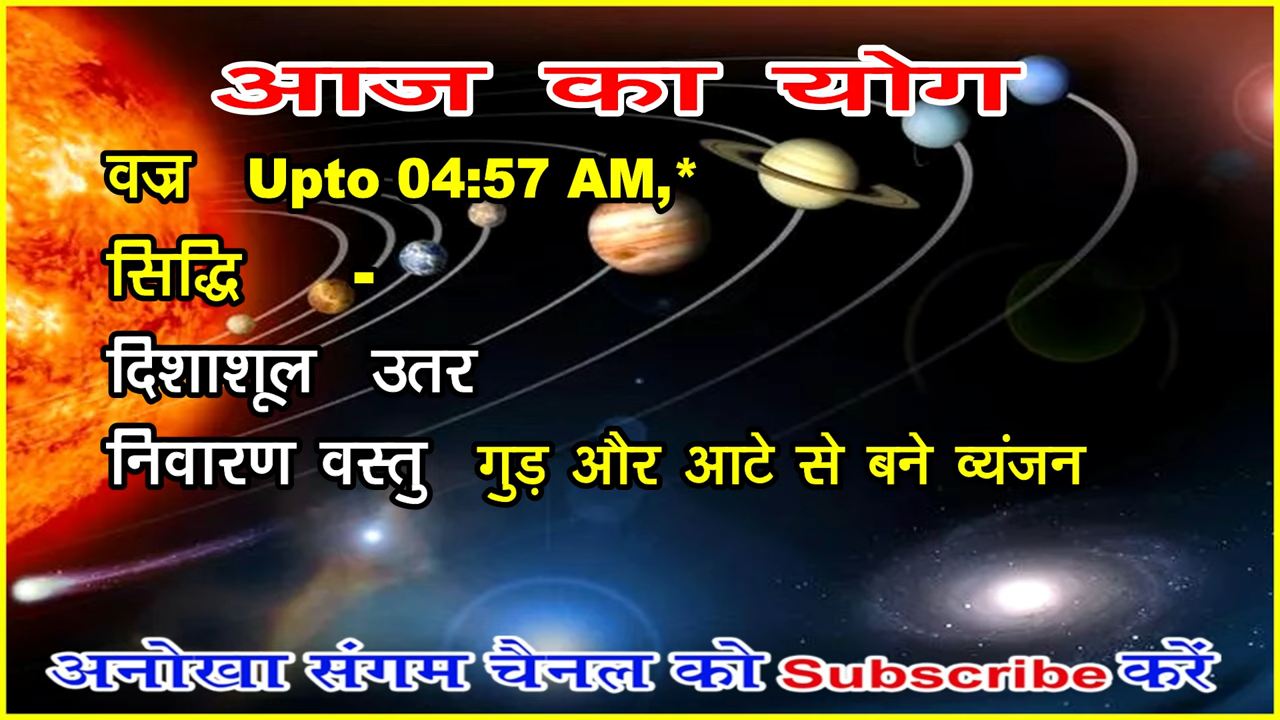 आज का योग
वज्र Upto 04:57 AM,*
सिद्धि -
दिशाशूल उतर
निवारण वस्तु गुड़ और आटे से बने व्यंजन
अनोखा संगम चैनल को Subscribe करें